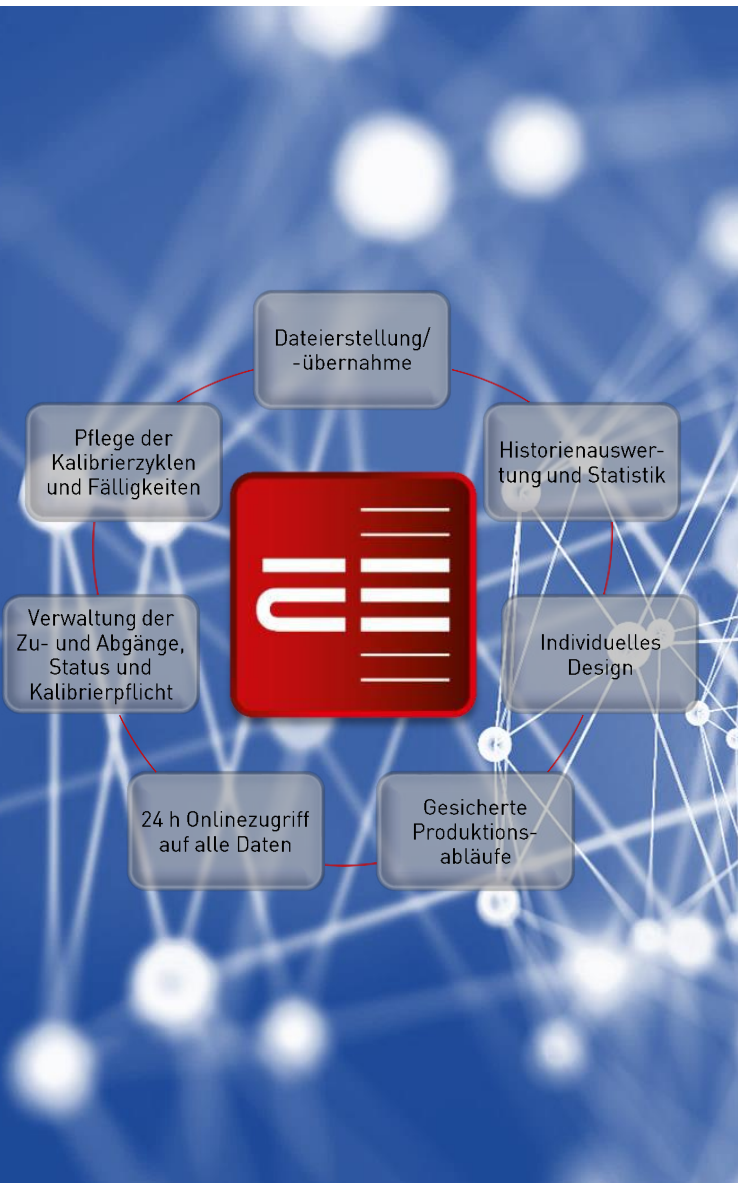 Dateierstellung/
-übernahme
Historienauswer-
tung und Statistik
Individuelles
Design
Gesicherte
Produktions-
abläufe
24 h Onlinezugriff
auf alle Daten
Verwaltung der
Zu- und Abgänge,
Status und
Kalibrierpflicht
Pflege der
Kalibrierzyklen
und Fälligkeiten